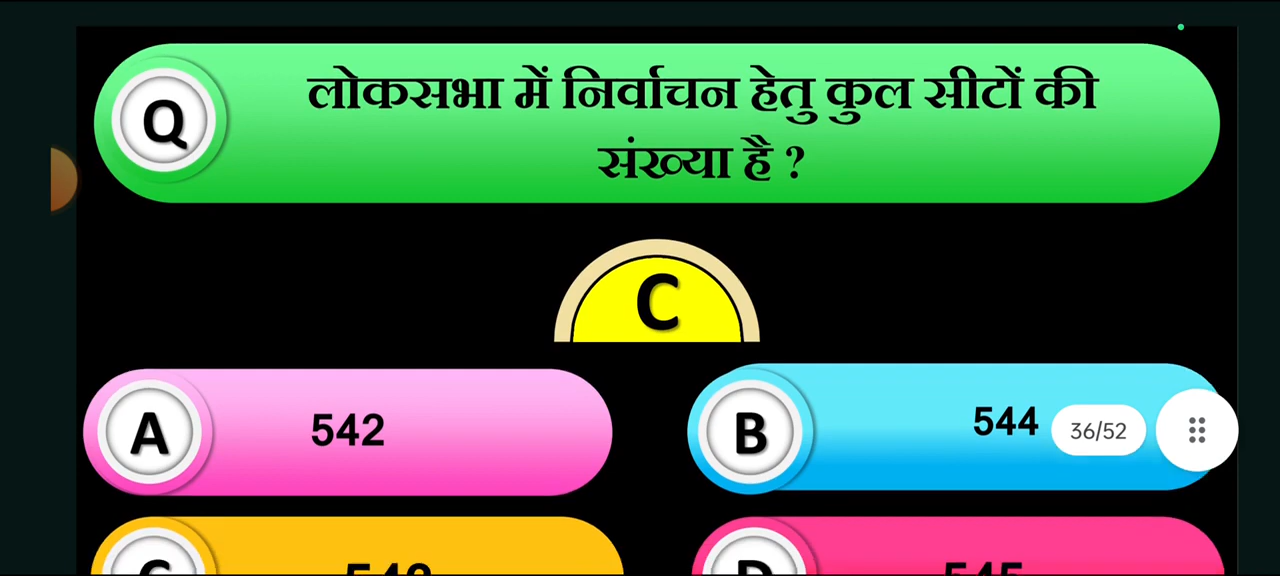 Q
लोकसभा में निर्वाचन हेतु कुल सीटों की
संख्या है ?
C
A 542
B 544
36/52